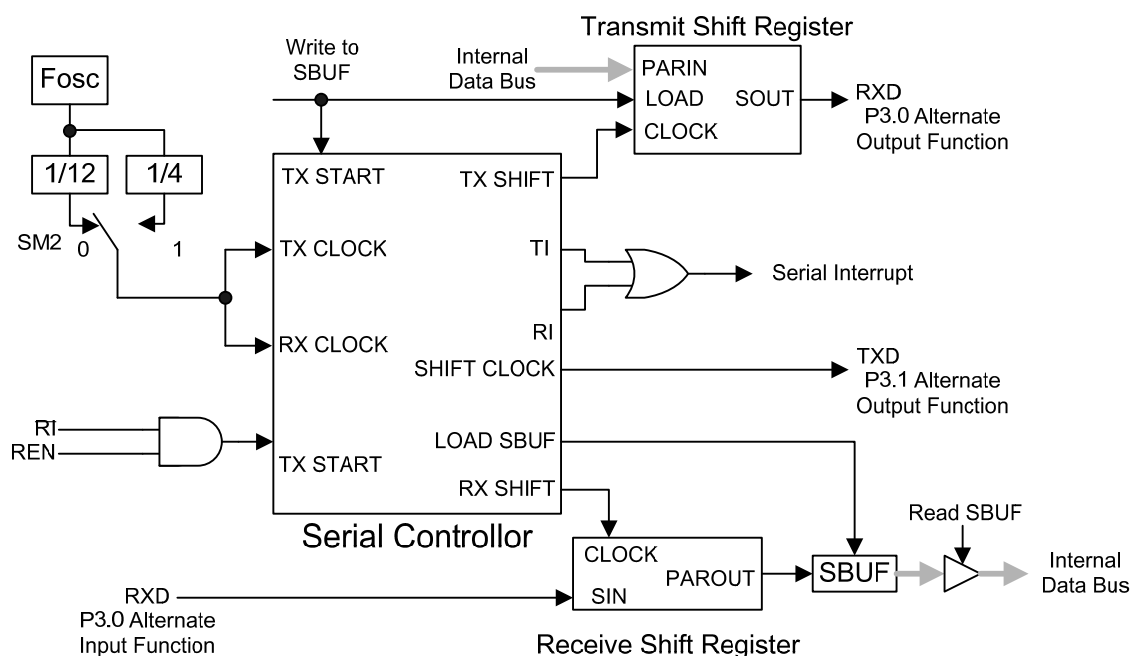 Transmit Shift Register
Write to
SBUF
Internal
Data Bus
PARIN
LOAD
SOUT
CLOCK
RXD
P3.0 Alternate
Output Function
Fosc
1/12
1/4
SM2
0
1
TX START
TX SHIFT
TX CLOCK
TI
Serial Interrupt
RX CLOCK
RI
SHIFT CLOCK
TXD
P3.1 Alternate
Output Function
RI
REN
LOAD SBUF
TX START
RX SHIFT
Serial Controllor
Read SBUF
CLOCK
PAROUT
SIN
SBUF
Internal
Data Bus
RXD
P3.0 Alternate
Input Function
Receive Shift Register